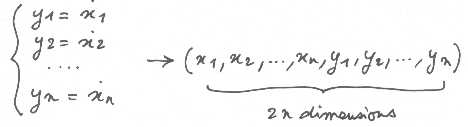 y1 = ẋ1
y2 = ẋ2
.... → (x1, x2, ..., xn, y1, y2, ..., yn)
yn = ẋn
2n dimensions